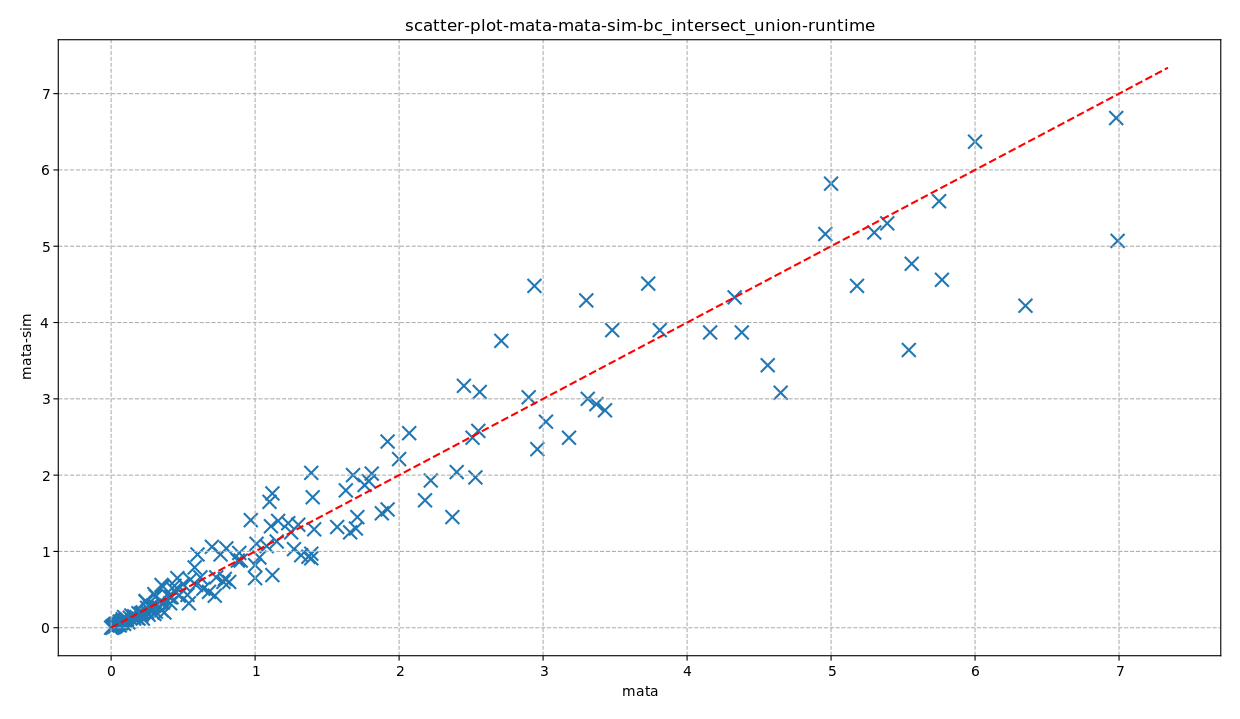 scatter-plot-mata-mata-sim-bc_intersect_union-runtime
7
6
5
4
3
2
1
0
mata-sim
0 1 2 3 4 5 6 7
mata